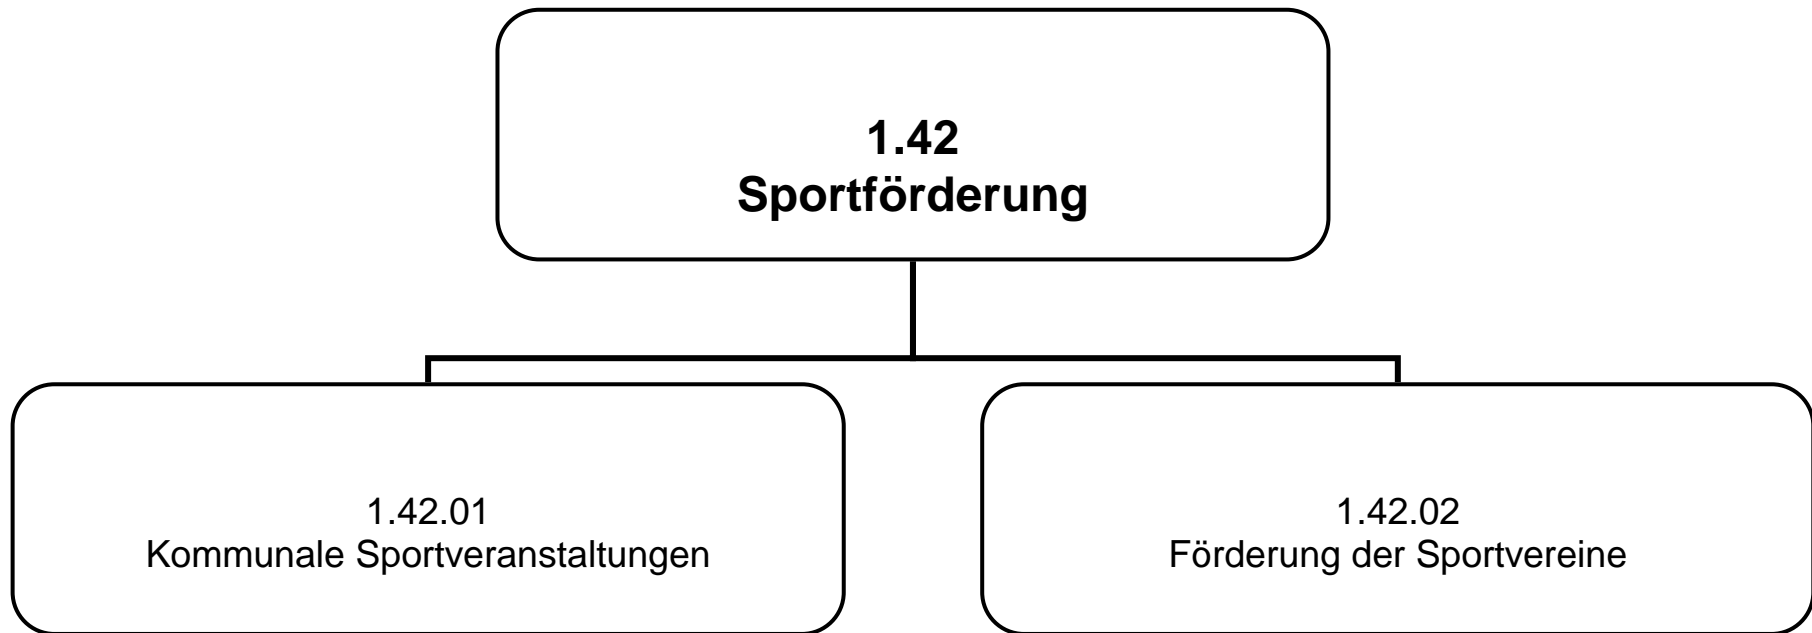 1.42
Sportförderung
1.42.01
Kommunale Sportveranstaltungen
1.42.02
Förderung der Sportvereine